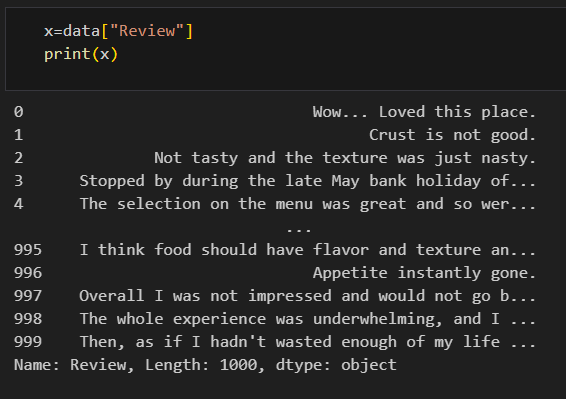 x=data["Review"]
print(x)
0 Wow... Loved this place.
1 Crust is not good.
2 Not tasty and the texture was just nasty.
3 Stopped by during the late May bank holiday of...
4 The selection on the menu was great and so wer...
...
995 I think food should have flavor and texture an...
996 Appetite instantly gone.
997 Overall I was not impressed and would not go b...
998 The whole experience was underwhelming, and I ...
999 Then, as if I hadn't wasted enough of my life ...
Name: Review, Length: 1000, dtype: object